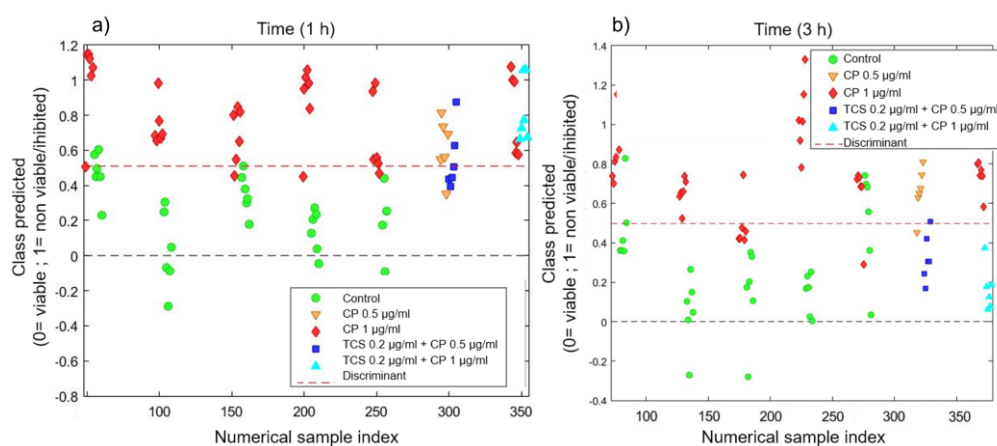 a)
Time (1 h)
Class predicted
(0= viable ; 1= non viable/ihibited)
1.2
1
0.8
0.6
0.4
0.2
0
-0.2
-0.4
-0.6
-0.8
100
150
200
250
300
350
Numerical sample index
Control
CP 0.5 µg/ml
CP 1 µg/ml
TCS 0.2 µg/ml + CP 0.5 µg/ml
TCS 0.2 µg/ml + CP 1 µg/ml
Discriminant
b)
Time (3 h)
Class predicted
(0= viable ; 1= non viable/ihibited)
1.4
1.2
1
0.8
0.6
0.4
0.2
0
-0.2
-0.4
100
150
200
250
300
350
Numerical sample index
Control
CP 0.5 µg/ml
CP 1 µg/ml
TCS 0.2 µg/ml + CP 0.5 µg/ml
TCS 0.2 µg/ml + CP 1 µg/ml
Discriminant